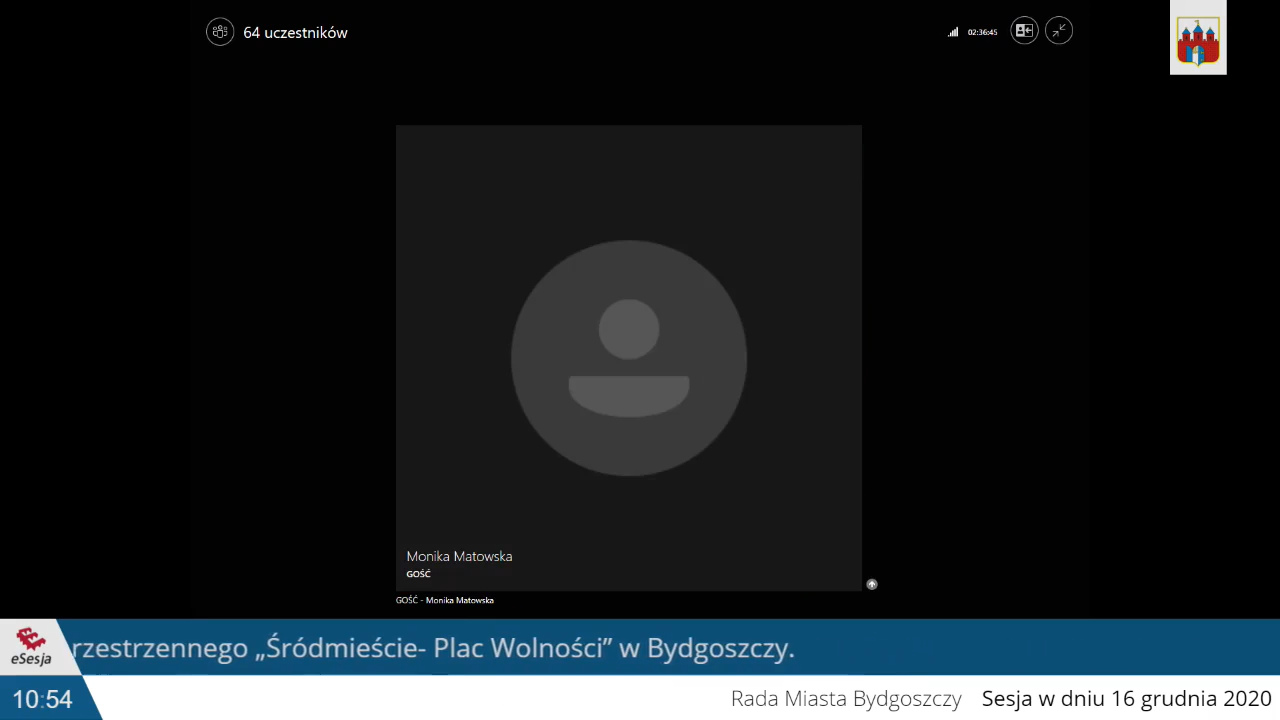 64 uczestników
02:36:45
Monika Matowska
GOŚĆ
GOŚĆ - Monika Matowska
rzestrzennego „Śródmieście- Plac Wolności” w Bydgoszczy.
eSesja
10:54
Rada Miasta Bydgoszczy Sesja w dniu 16 grudnia 2020